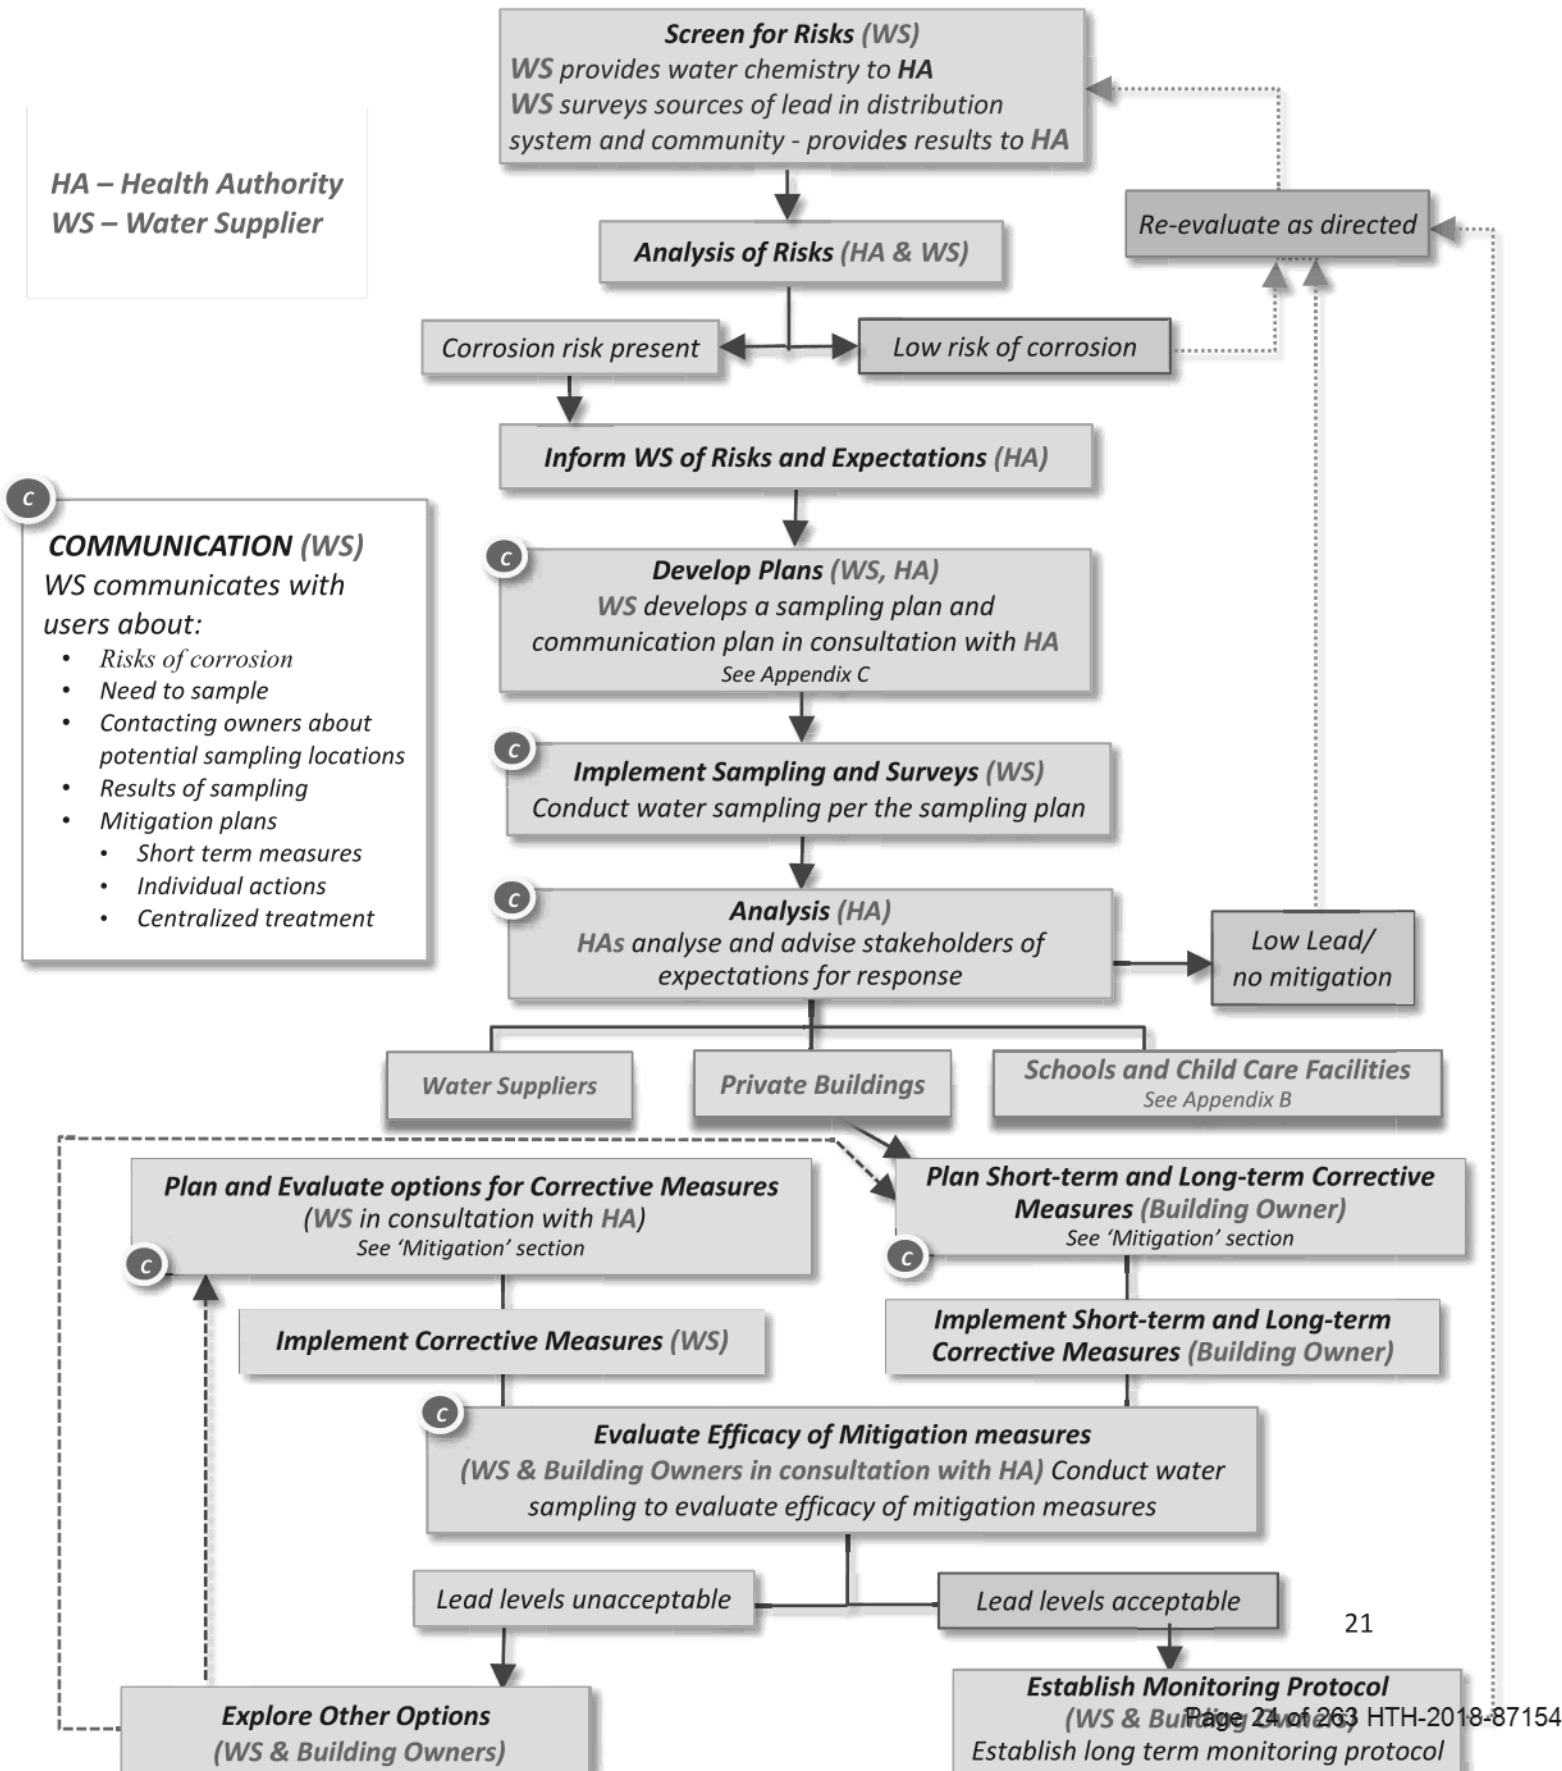 Screen for Risks (WS)
WS provides water chemistry to HA
WS surveys sources of lead in distribution
system and community - provides results to HA
HA – Health Authority
WS – Water Supplier
Re-evaluate as directed
Analysis of Risks (HA & WS)
Corrosion risk present
Low risk of corrosion
Inform WS of Risks and Expectations (HA)
c
COMMUNICATION (WS)
WS communicates with
users about:
• Risks of corrosion
• Need to sample
• Contacting owners about
potential sampling locations
• Results of sampling
• Mitigation plans
• Short term measures
• Individual actions
• Centralized treatment
c
Develop Plans (WS, HA)
WS develops a sampling plan and
communication plan in consultation with HA
See Appendix C
c
Implement Sampling and Surveys (WS)
Conduct water sampling per the sampling plan
c
Analysis (HA)
HAs analyse and advise stakeholders of
expectations for response
Low Lead/
no mitigation
Water Suppliers
Private Buildings
Schools and Child Care Facilities
See Appendix B
Plan and Evaluate options for Corrective Measures
(WS in consultation with HA)
See ‘Mitigation’ section
c
Plan Short-term and Long-term Corrective
Measures (Building Owner)
See ‘Mitigation’ section
c
Implement Corrective Measures (WS)
Implement Short-term and Long-term
Corrective Measures (Building Owner)
c
Evaluate Efficacy of Mitigation measures
(WS & Building Owners in consultation with HA) Conduct water
sampling to evaluate efficacy of mitigation measures
Lead levels unacceptable
Lead levels acceptable
21
Explore Other Options
(WS & Building Owners)
Establish Monitoring Protocol
(WS & Building Owners)
Page 24 of 263 HTH-2018-87154
Establish long term monitoring protocol